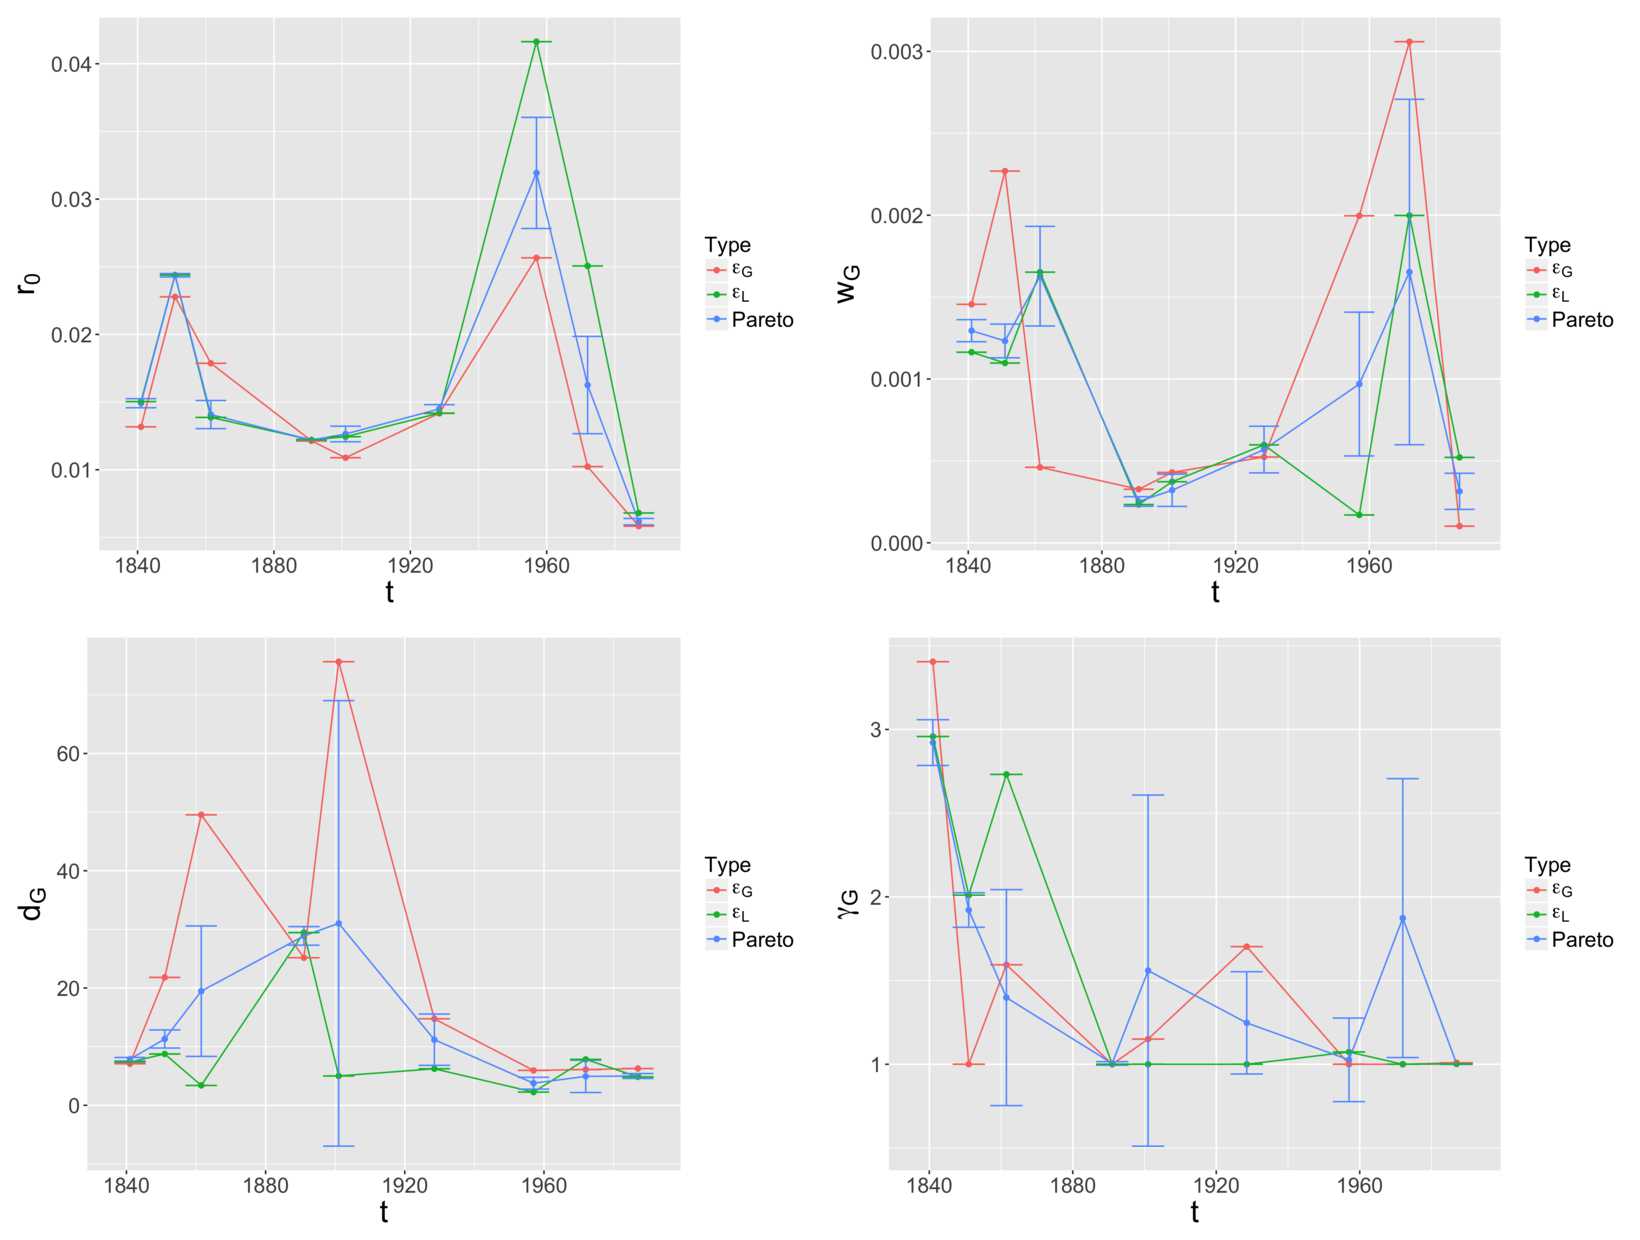 r₀
0.04
0.03
0.02
0.01
1840 1880 1920 1960
t
Type
εG
εL
Pareto
wG
0.003
0.002
0.001
0.000
1840 1880 1920 1960
t
Type
εG
εL
Pareto
dG
60
40
20
0
1840 1880 1920 1960
t
Type
εG
εL
Pareto
γG
3
2
1
1840 1880 1920 1960
t
Type
εG
εL
Pareto